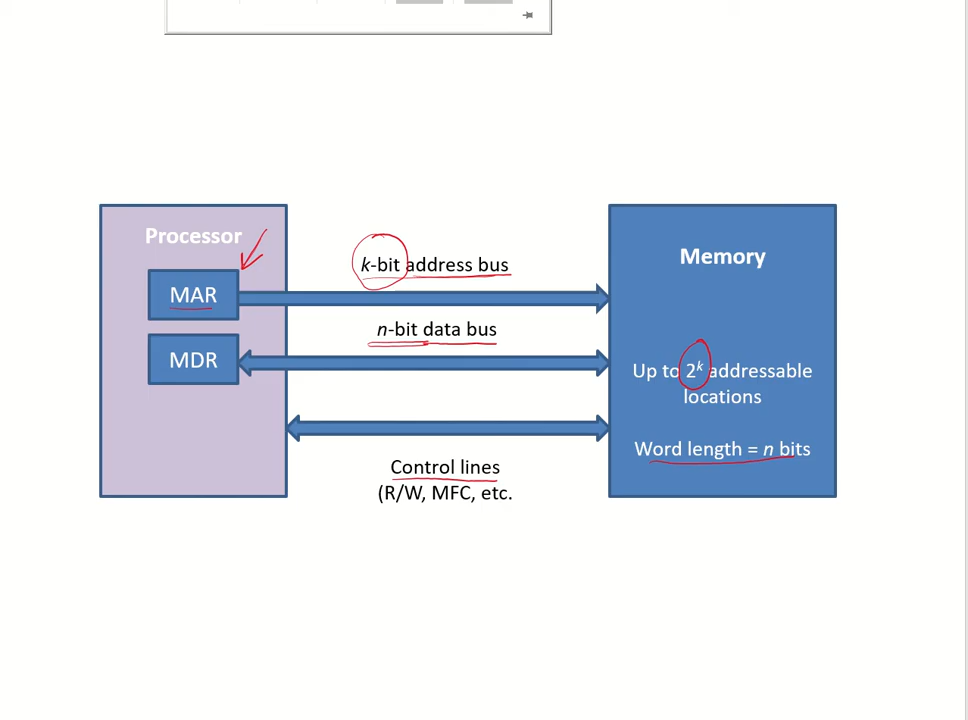 Processor
MAR
MDR
k-bit address bus
n-bit data bus
Control lines
(R/W, MFC, etc.
Memory
Up to 2ᵏ addressable
locations
Word length = n bits